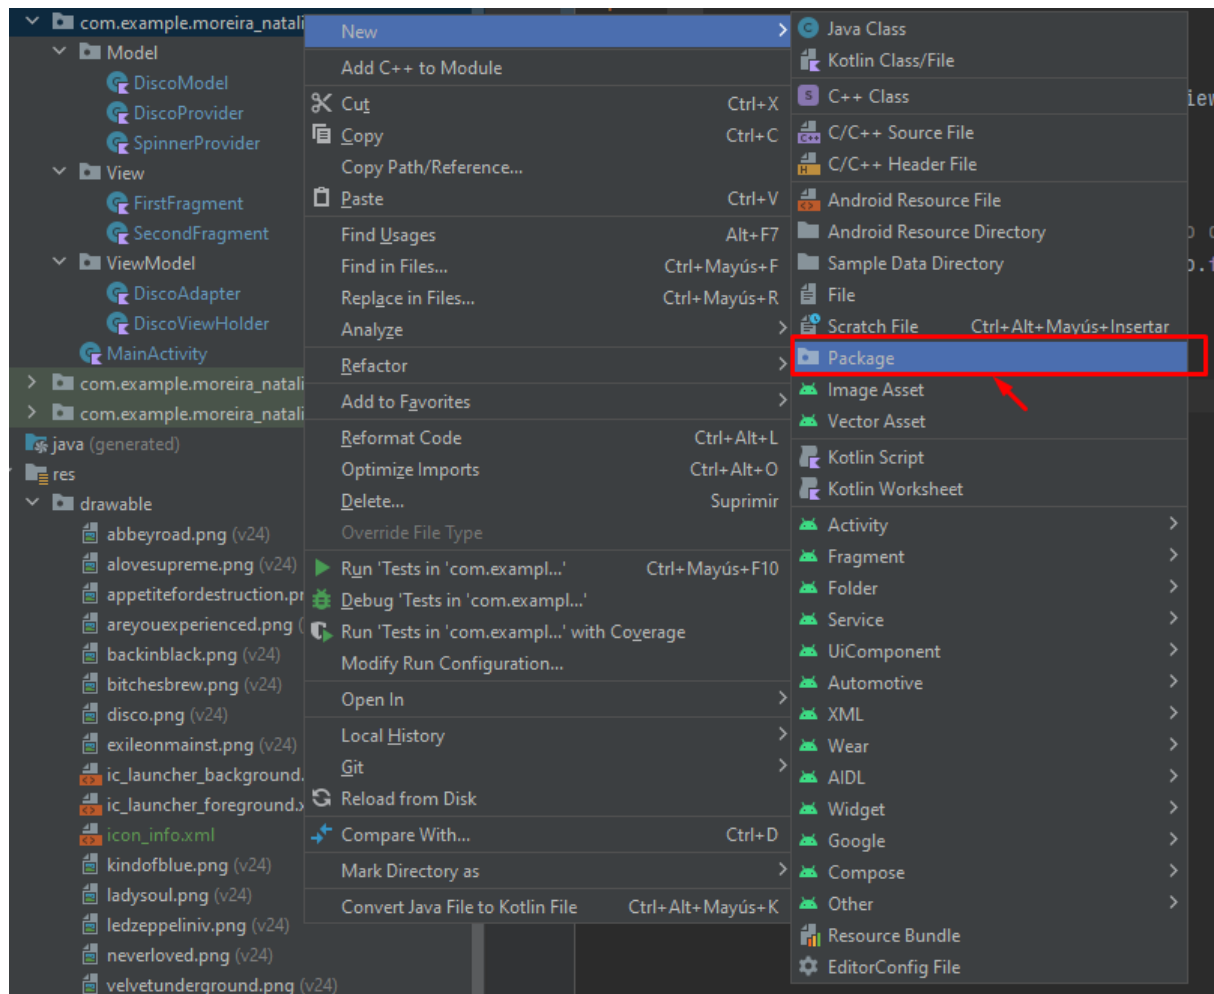 com.example.moreira_natali
Model
DiscoModel
DiscoProvider
SpinnerProvider
View
FirstFragment
SecondFragment
ViewModel
DiscoAdapter
DiscoViewHolder
MainActivity
com.example.moreira_natali
com.example.moreira_natali
java (generated)
res
drawable
abbeyroad.png (v24)
alovesupreme.png (v24)
appetitefordestruction.pr
areyouexperienced.png (
backinblack.png (v24)
bitchesbrew.png (v24)
disco.png (v24)
exileonmainst.png (v24)
ic_launcher_background.
ic_launcher_foreground.x
icon_info.xml
kindofblue.png (v24)
ladysoul.png (v24)
ledzeppeliniv.png (v24)
neverloved.png (v24)
velvetunderground.png (v24)
New
Add C++ to Module
Cut Ctrl+X
Copy Ctrl+C
Copy Path/Reference...
Paste Ctrl+V
Find Usages Alt+F7
Find in Files... Ctrl+Mayús+F
Replace in Files... Ctrl+Mayús+R
Analyze
Refactor
Add to Favorites
Reformat Code Ctrl+Alt+L
Optimize Imports Ctrl+Alt+O
Delete... Suprimir
Override File Type
Run 'Tests in 'com.exampl...' Ctrl+Mayús+F10
Debug 'Tests in 'com.exampl...'
Run 'Tests in 'com.exampl...' with Coverage
Modify Run Configuration...
Open In
Local History
Git
Reload from Disk
Compare With... Ctrl+D
Mark Directory as
Convert Java File to Kotlin File Ctrl+Alt+Mayús+K
Java Class
Kotlin Class/File
C++ Class
C/C++ Source File
C/C++ Header File
Android Resource File
Android Resource Directory
Sample Data Directory
File
Scratch File Ctrl+Alt+Mayús+Insertar
Package
Image Asset
Vector Asset
Kotlin Script
Kotlin Worksheet
Activity
Fragment
Folder
Service
UiComponent
Automotive
XML
Wear
AIDL
Widget
Google
Compose
Other
Resource Bundle
EditorConfig File